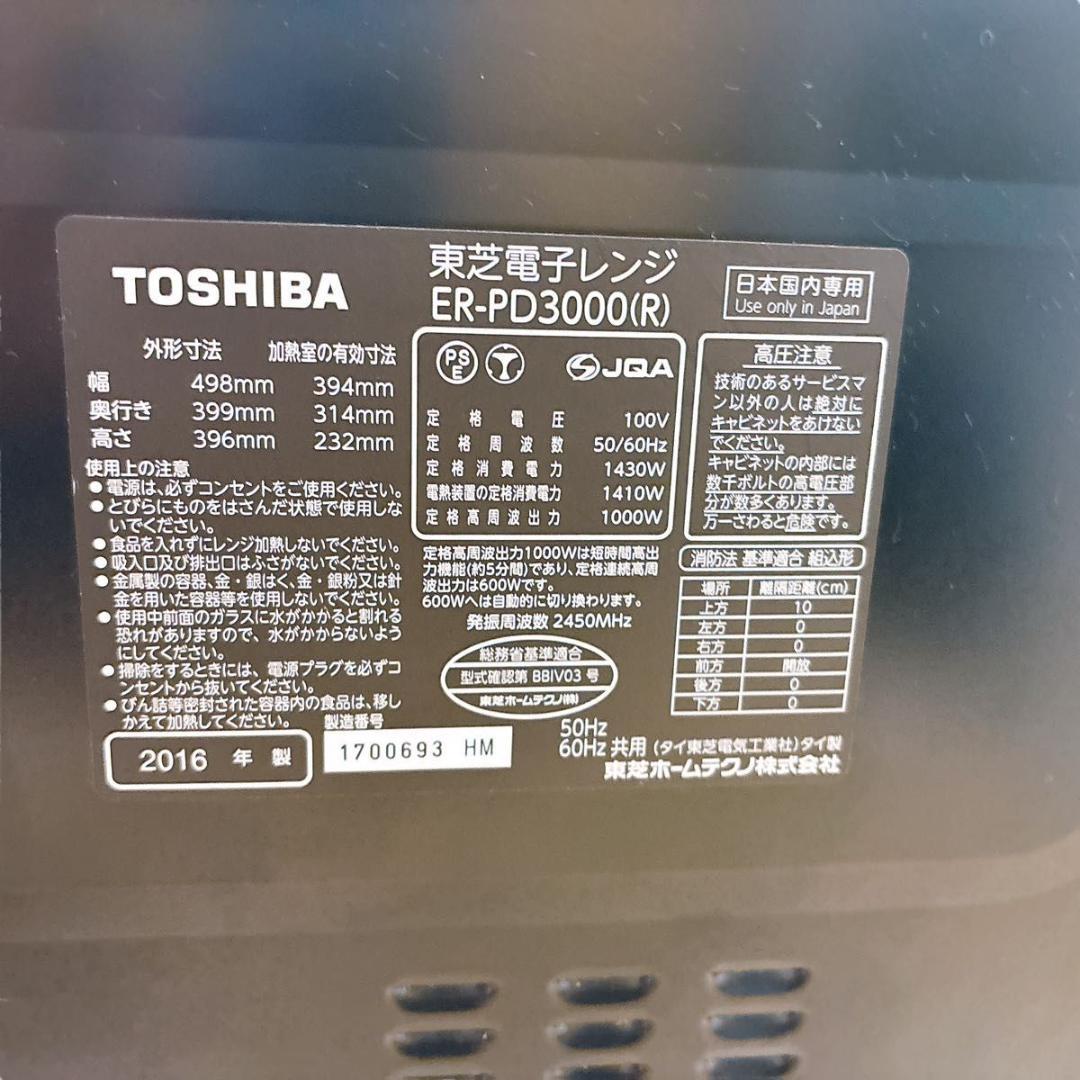 TOSHIBA
東芝電子レンジ
ER-PD3000(R)
日本国内専用
Use only in Japan
外形寸法 加熱室の有効寸法
幅 498mm 394mm
奥行き 399mm 314mm
高さ 396mm 232mm
使用上の注意
●電源は、必ずコンセントをご使用ください。
●とびらにものをはさんだ状態で使用しな
いでください。
●食品を入れずにレンジ加熱しないでください。
●吸入口及び排出口はふさがないでください。
●金属製の容器、金・銀はく、金・銀粉又は針
金を用いた容器等を使用しないでください。
●使用中前面のガラスに水がかかると割れる
恐れがありますので、水がかからないよう
にしてください。
●掃除をするときには、電源プラグを必ずコ
ンセントから抜いてください。
●びん詰等密封された容器内の食品は、移し
かえて加熱してください。
PS
E
JQA
定格電圧 100V
定格周波数 50/60Hz
定格消費電力 1430W
電熱装置の定格消費電力 1410W
定格高周波出力 1000W
定格高周波出力1000Wは短時間高出
力機能(約5分間)であり、定格連続高周
波出力は600Wです。
600Wへは自動的に切り換わります。
発振周波数 2450MHz
総務省基準適合
型式確認第 BBIV03 号
東芝ホームテクノ(株)
高圧注意
技術のあるサービスマ
ン以外の人は絶対に
キャビネットをあけない
でください。
キャビネットの内部には
数千ボルトの高電圧部
分が数多くあります。
万一さわると危険です。
消防法 基準適合 組込形
場所 離隔距離(cm)
上方 10
左方 0
右方 0
前方 開放
後方 0
下方 0
2016 年 製
製造番号
1700693 HM
50Hz
60Hz 共用 (タイ東芝電気工業社)タイ製
東芝ホームテクノ株式会社